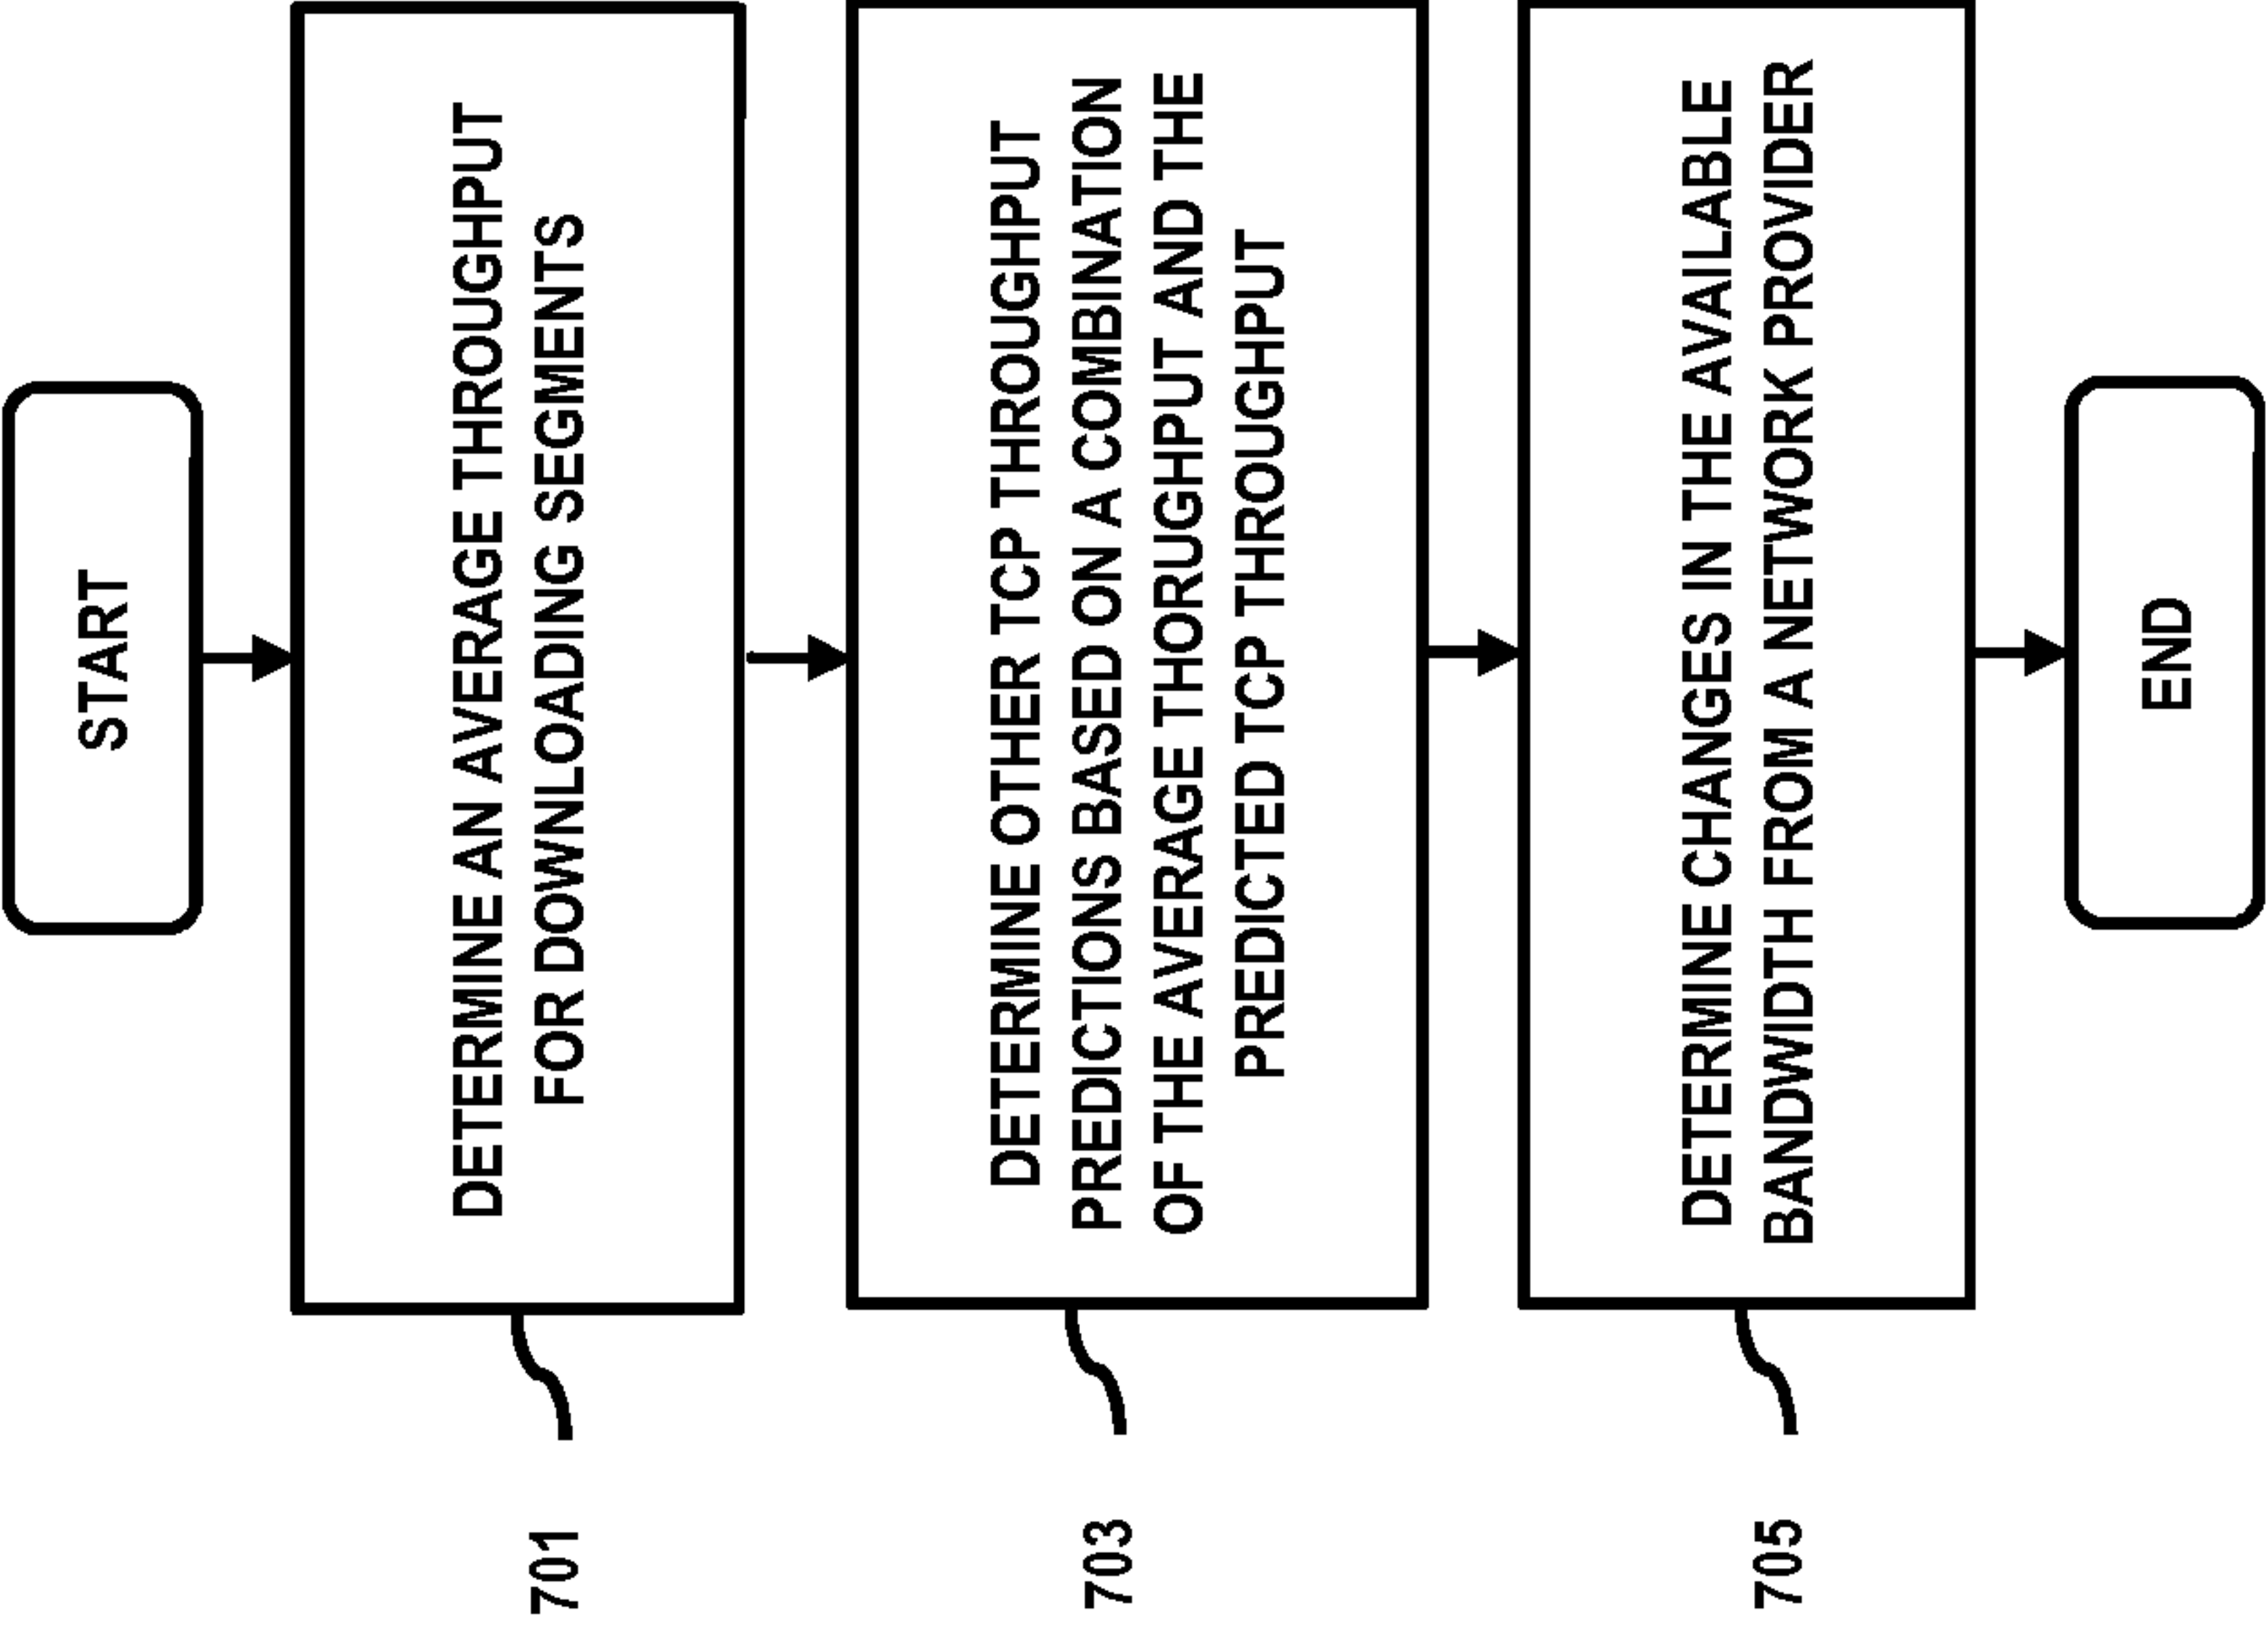 START
DETERMINE AN AVERAGE THROUGHPUT
FOR DOWNLOADING SEGMENTS
701
DETERMINE OTHER TCP THROUGHPUT
PREDICTIONS BASED ON A COMBINATION
OF THE AVERAGE THORUGHPUT AND THE
PREDICTED TCP THROUGHPUT
703
DETERMINE CHANGES IN THE AVAILABLE
BANDWIDTH FROM A NETWORK PROVIDER
705
END